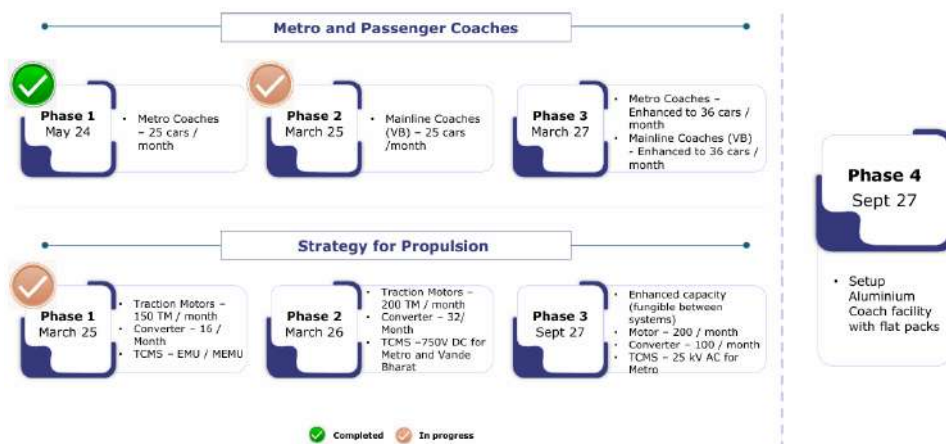 Metro and Passenger Coaches
Phase 1
May 24
• Metro Coaches
– 25 cars /
month
Phase 2
March 25
• Mainline Coaches
(VB) – 25 cars
/month
Phase 3
March 27
• Metro Coaches –
Enhanced to 36 cars /
month
• Mainline Coaches (VB)
- Enhanced to 36 cars /
month
Strategy for Propulsion
Phase 1
March 25
• Traction Motors –
150 TM / month
• Converter – 16 /
Month
• TCMS – EMU / MEMU
Phase 2
March 26
• Traction Motors –
200 TM / month
• Converter – 32/
Month
• TCMS –750V DC for
Metro and Vande
Bharat
Phase 3
Sept 27
• Enhanced capacity
(fungible between
systems)
• Motor – 200 / month
• Converter – 100 / month
• TCMS – 25 kV AC for
Metro
Phase 4
Sept 27
• Setup
Aluminium
Coach facility
with flat packs
Completed
In progress